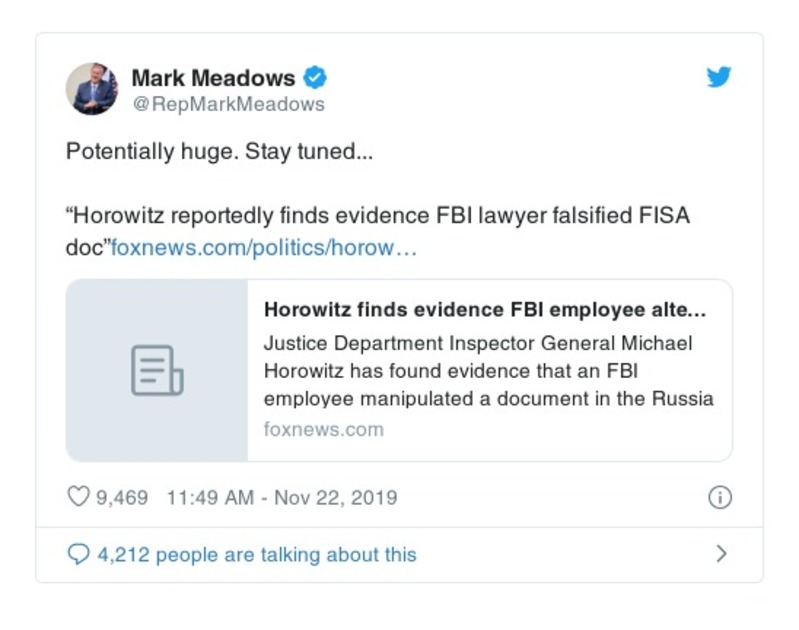 Mark Meadows
@RepMarkMeadows
Potentially huge. Stay tuned...
“Horowitz reportedly finds evidence FBI lawyer falsified FISA
doc”foxnews.com/politics/horow…
Horowitz finds evidence FBI employee alte...
Justice Department Inspector General Michael
Horowitz has found evidence that an FBI
employee manipulated a document in the Russia
foxnews.com
9,469 11:49 AM - Nov 22, 2019
4,212 people are talking about this